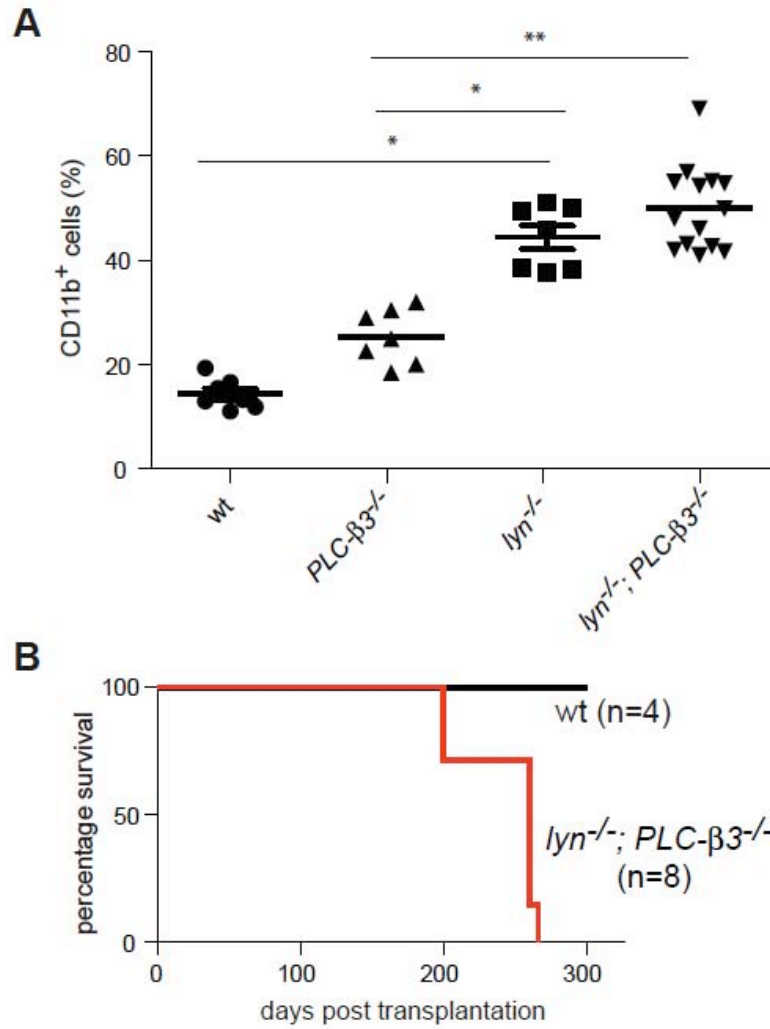 A
CD11b⁺ cells (%)
80
60
40
20
0
**
*
*
wt
PLC-β3⁻/⁻
lyn⁻/⁻
lyn⁻/⁻; PLC-β3⁻/⁻
B
percentage survival
100
50
0
wt (n=4)
lyn⁻/⁻; PLC-β3⁻/⁻
(n=8)
0 100 200 300
days post transplantation